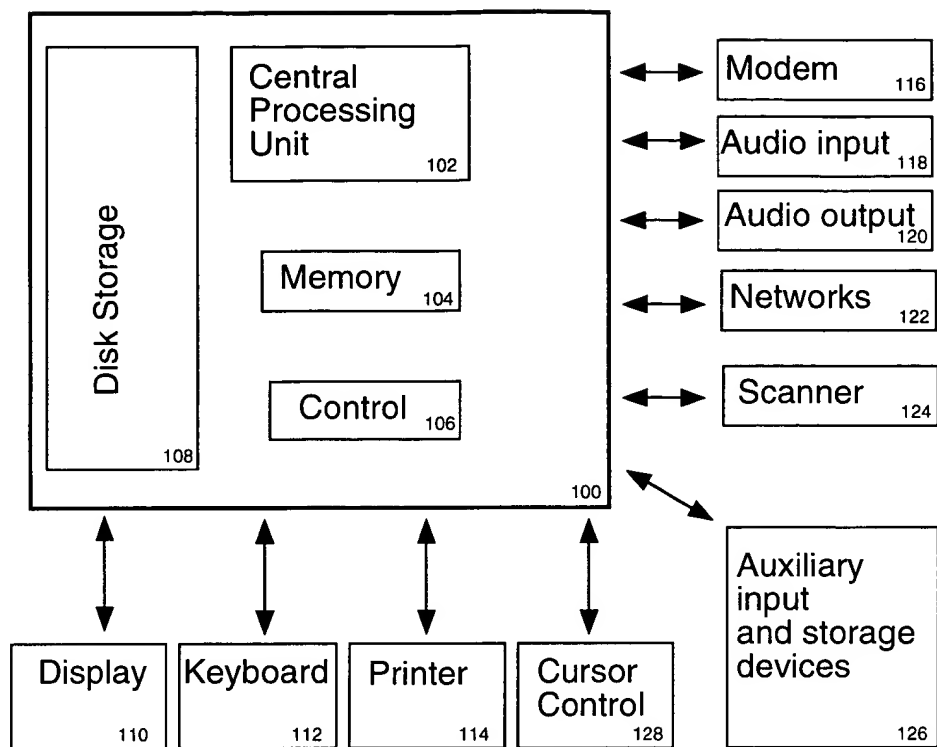 Central
Processing
Unit
102
Disk Storage
108
Memory
104
Control
106
100
Modem
116
Audio input
118
Audio output
120
Networks
122
Scanner
124
Auxiliary
input
and storage
devices
126
Display
110
Keyboard
112
Printer
114
Cursor
Control
128